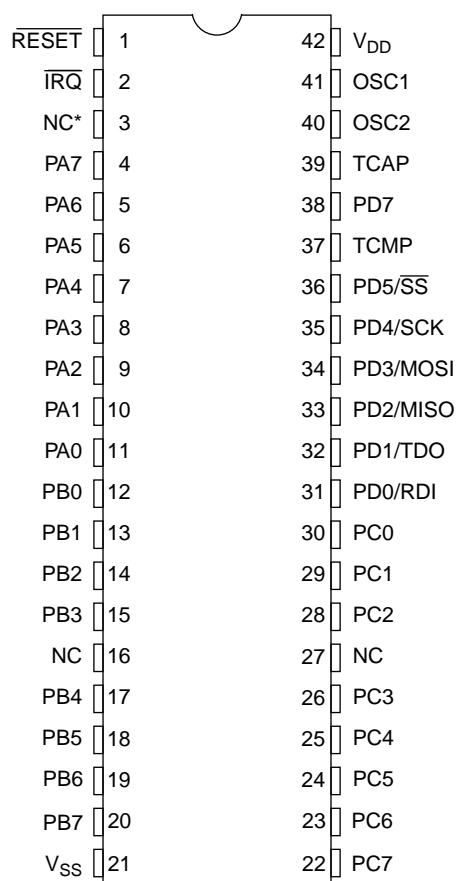 R̅E̅S̅E̅T̅ 1 42 VDD
I̅R̅Q̅ 2 41 OSC1
NC* 3 40 OSC2
PA7 4 39 TCAP
PA6 5 38 PD7
PA5 6 37 TCMP
PA4 7 36 PD5/S̅S̅
PA3 8 35 PD4/SCK
PA2 9 34 PD3/MOSI
PA1 10 33 PD2/MISO
PA0 11 32 PD1/TDO
PB0 12 31 PD0/RDI
PB1 13 30 PC0
PB2 14 29 PC1
PB3 15 28 PC2
NC 16 27 NC
PB4 17 26 PC3
PB5 18 25 PC4
PB6 19 24 PC5
PB7 20 23 PC6
VSS 21 22 PC7